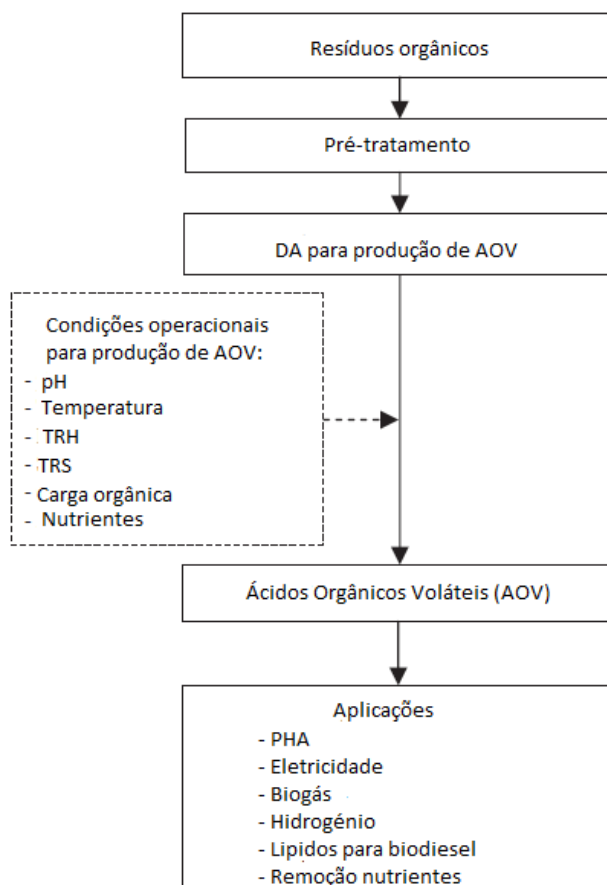 Resíduos orgânicos
Pré-tratamento
DA para produção de AOV
Condições operacionais
para produção de AOV:
- pH
- Temperatura
- TRH
- TRS
- Carga orgânica
- Nutrientes
Ácidos Orgânicos Voláteis (AOV)
Aplicações
- PHA
- Eletricidade
- Biogás
- Hidrogénio
- Lipidos para biodiesel
- Remoção nutrientes